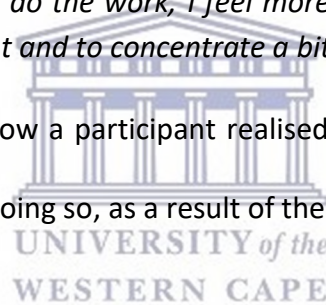 do the work, I feel more
t and to concentrate a bit
ow a participant realised
oing so, as a result of the
UNIVERSITY of the
WESTERN CAPE